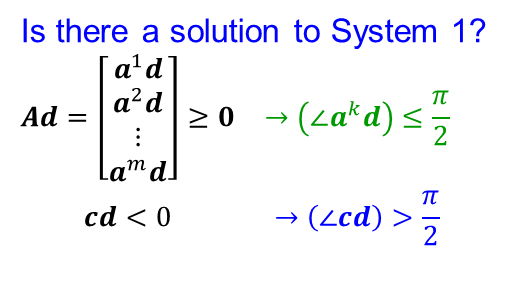 Is there a solution to System 1?
Ad = [a¹d a²d ⋮ aᵐd] ≥ 0 → (∠aᵏd) ≤ π/2
cd < 0 → (∠cd) > π/2